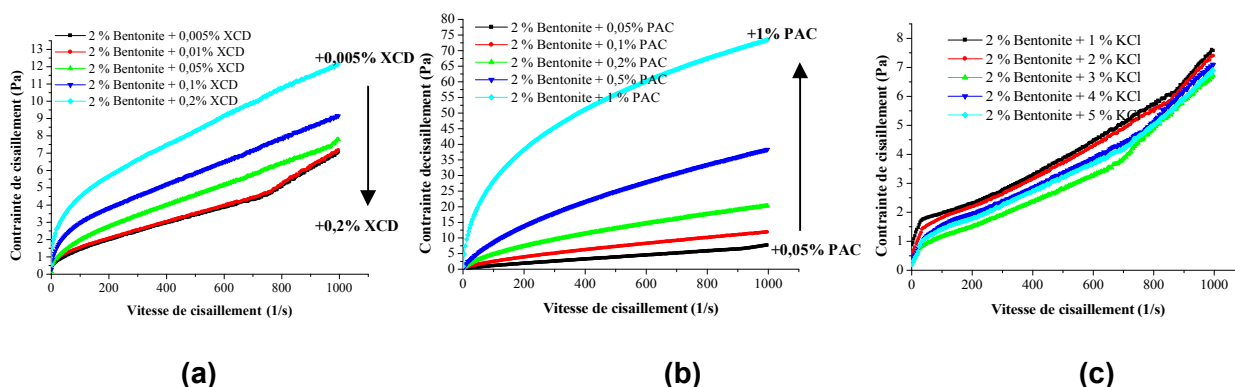 2 % Bentonite + 0,005% XCD
2 % Bentonite + 0,01% XCD
2 % Bentonite + 0,05% XCD
2 % Bentonite + 0,1% XCD
2 % Bentonite + 0,2% XCD
+0,005% XCD
+0,2% XCD
Contrainte de cisaillement (Pa)
13
12
11
10
9
8
7
6
5
4
3
2
1
0
0 200 400 600 800 1000
Vitesse de cisaillement (1/s)
(a)
2 % Bentonite + 0,05% PAC
2 % Bentonite + 0,1% PAC
2 % Bentonite + 0,2% PAC
2 % Bentonite + 0,5% PAC
2 % Bentonite + 1 % PAC
+1% PAC
+0,05% PAC
Contrainte decisaillement (Pa)
80
75
70
65
60
55
50
45
40
35
30
25
20
15
10
5
0
0 200 400 600 800 1000
Vitesse de cisaillement (1/s)
(b)
2 % Bentonite + 1 % KCl
2 % Bentonite + 2 % KCl
2 % Bentonite + 3 % KCl
2 % Bentonite + 4 % KCl
2 % Bentonite + 5 % KCl
Contrainte de cisaillement (Pa)
8
6
4
2
0
0 200 400 600 800 1000
Vitesse de cisaillement (1/s)
(c)